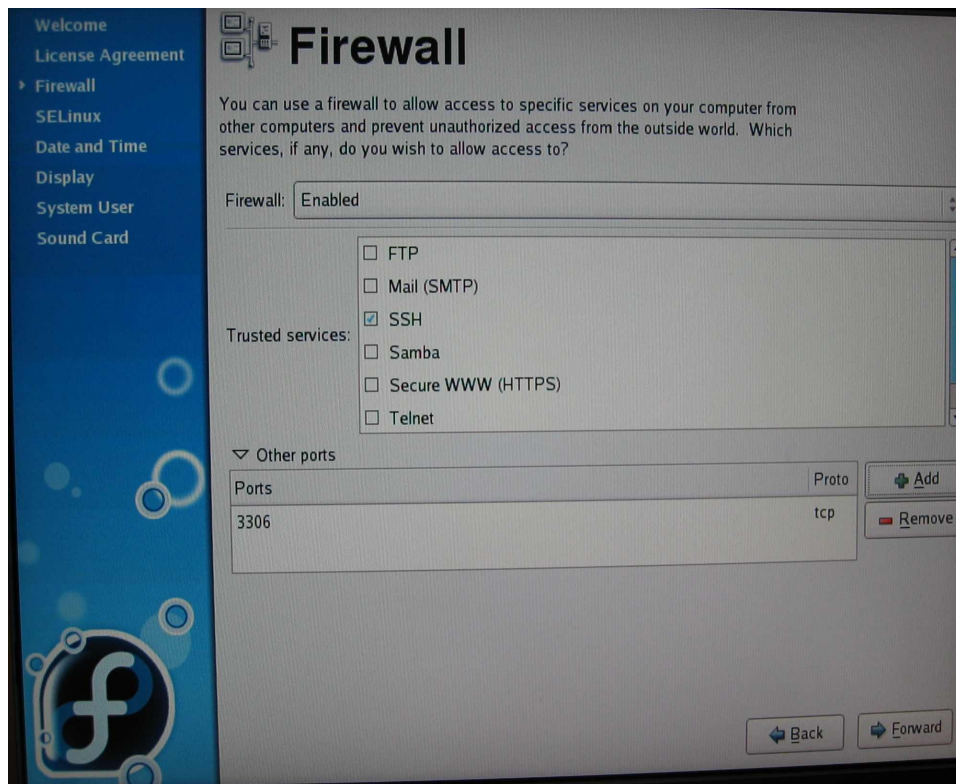 Welcome
License Agreement
Firewall
SELinux
Date and Time
Display
System User
Sound Card
Firewall
You can use a firewall to allow access to specific services on your computer from
other computers and prevent unauthorized access from the outside world. Which
services, if any, do you wish to allow access to?
Firewall: Enabled
Trusted services:
FTP
Mail (SMTP)
SSH
Samba
Secure WWW (HTTPS)
Telnet
Other ports
Ports Proto
3306 tcp
Add
Remove
Back
Forward